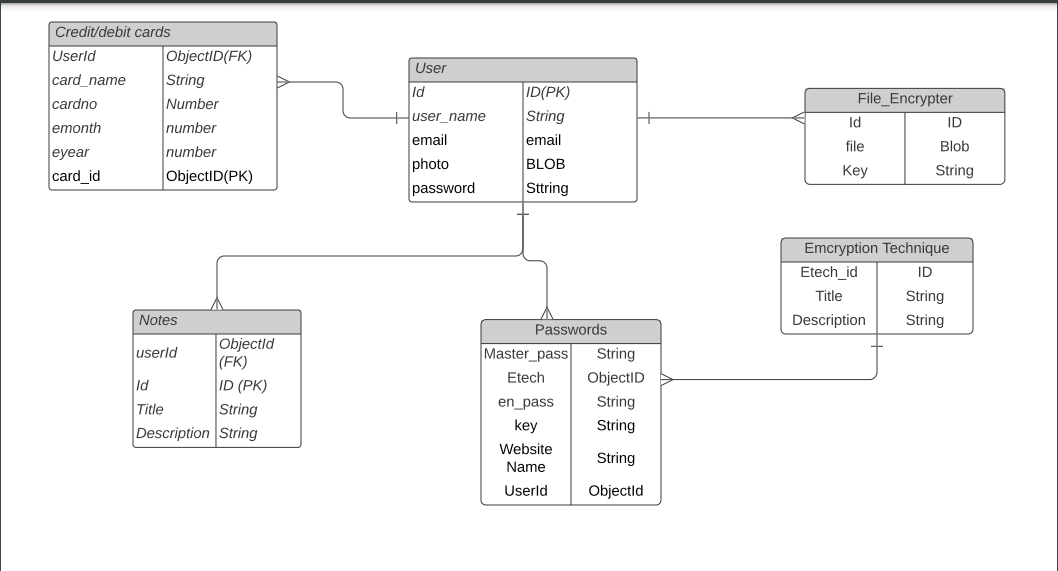 Credit/debit cards
UserId ObjectID(FK)
card_name String
cardno Number
emonth number
eyear number
card_id ObjectID(PK)
User
Id ID(PK)
user_name String
email email
photo BLOB
password Sttring
File_Encrypter
Id ID
file Blob
Key String
Emcryption Technique
Etech_id ID
Title String
Description String
Notes
userId ObjectId
(FK)
Id ID (PK)
Title String
Description String
Passwords
Master_pass String
Etech ObjectID
en_pass String
key String
Website
Name String
UserId ObjectId